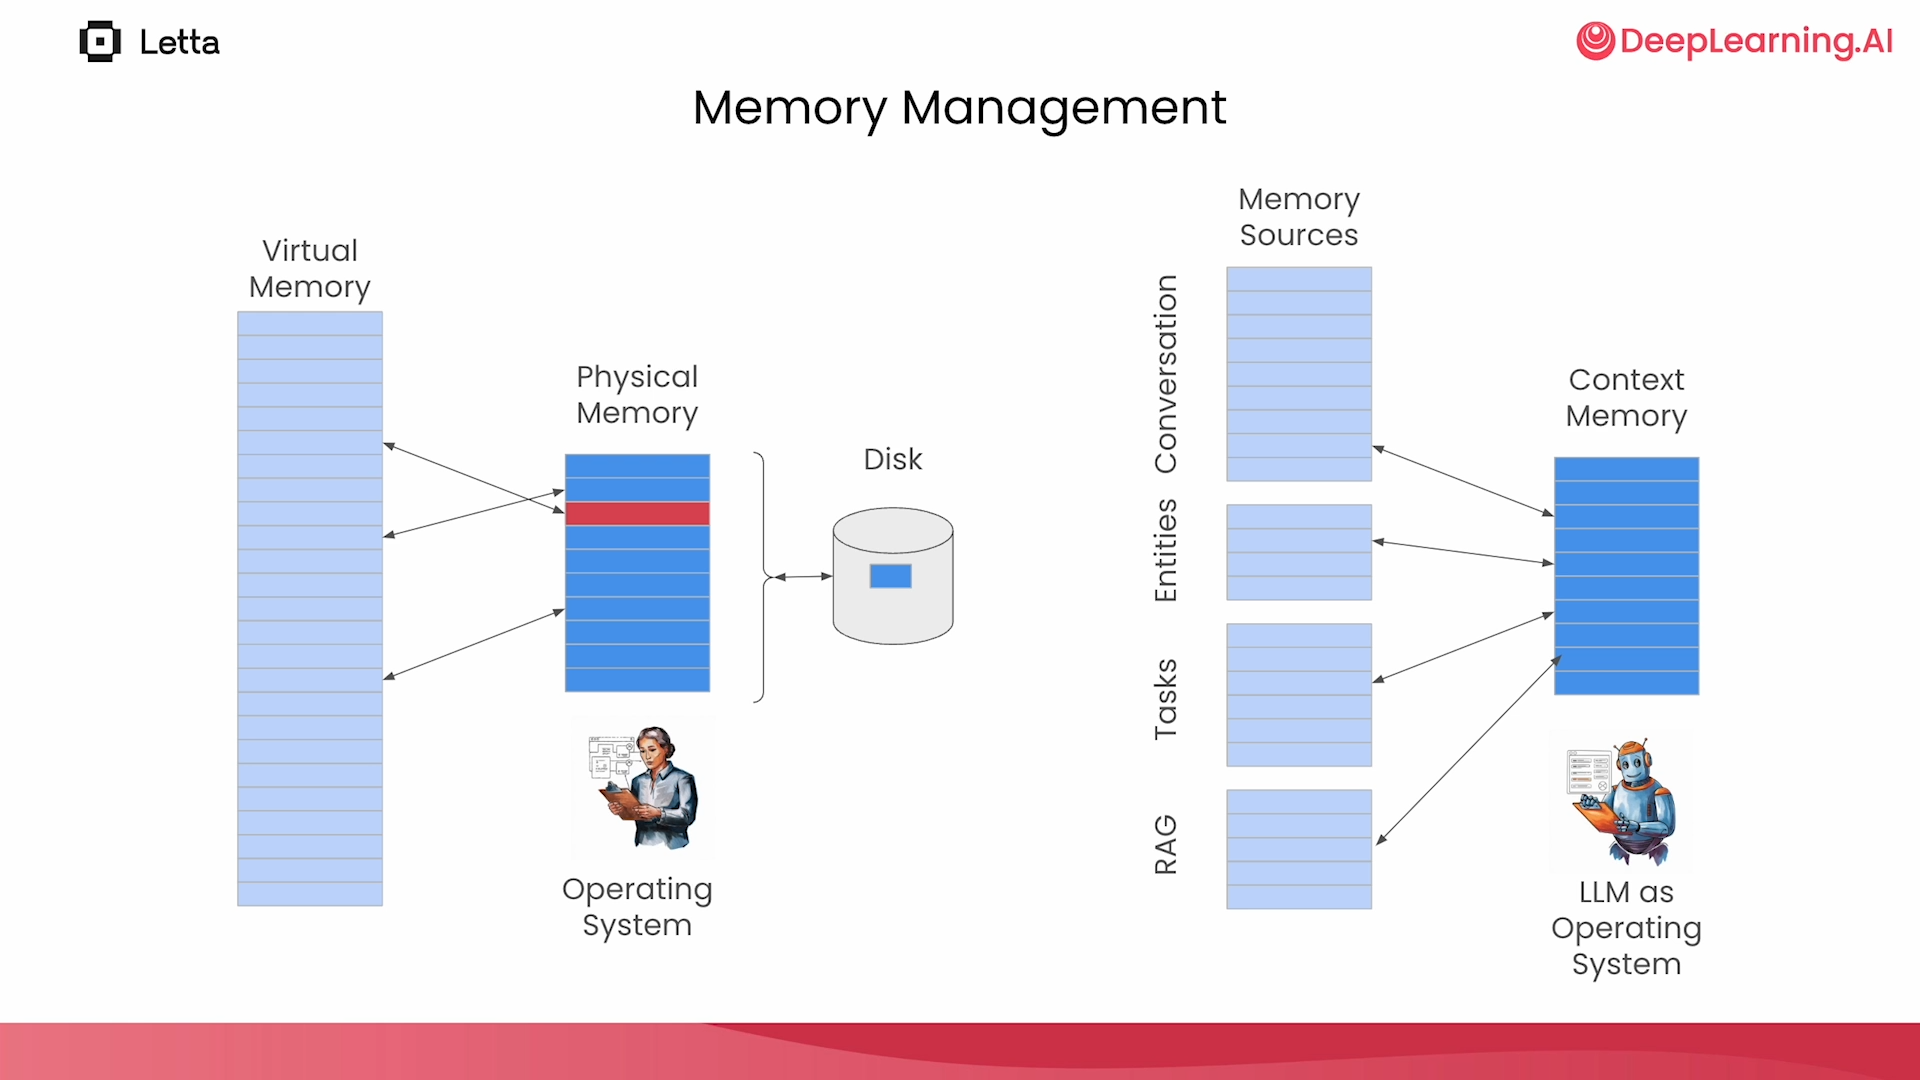 Letta
DeepLearning.AI
Memory Management
Virtual
Memory
Physical
Memory
Disk
Operating
System
Memory
Sources
Conversation
Entities
Tasks
RAG
Context
Memory
LLM as
Operating
System